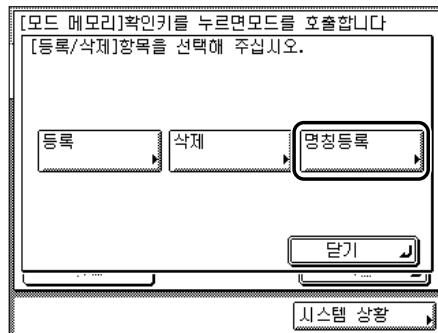 [모드 메모리]확인키를 누르면모드를 호출합니다
[등록/삭제]항목을 선택해 주십시오.
등록 삭제 명칭등록
닫기
시스템 상황